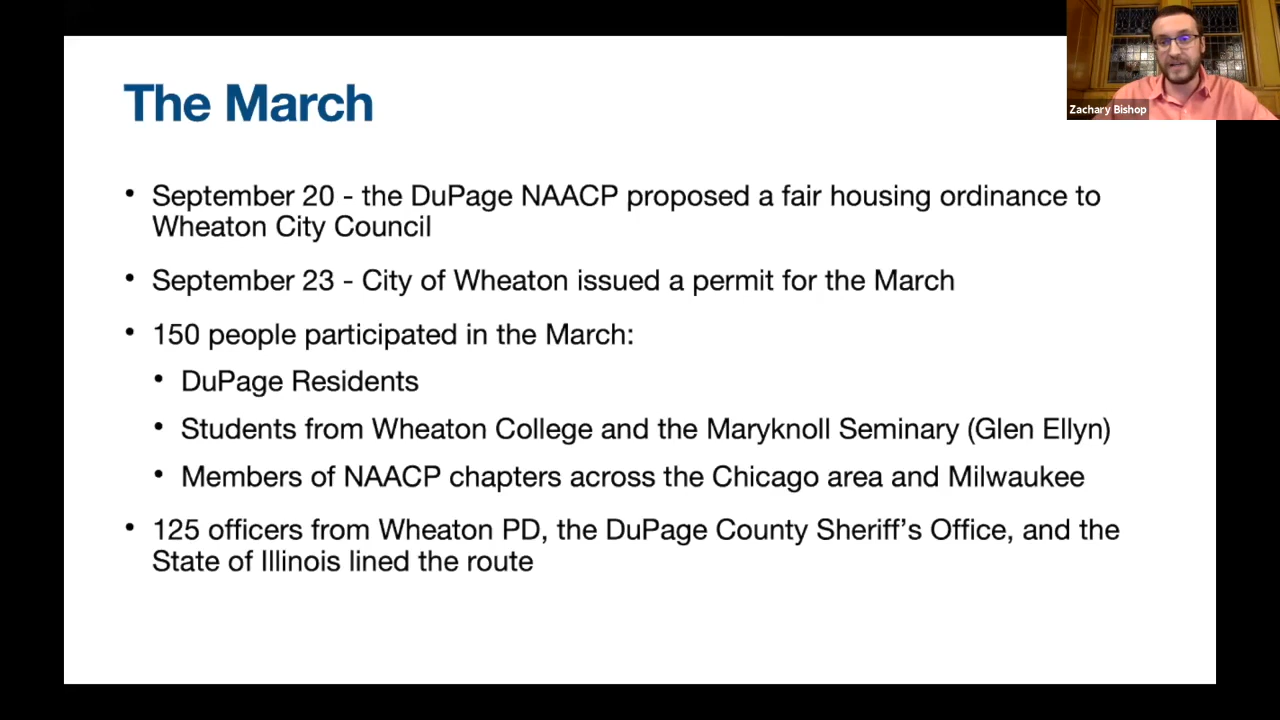 The March
Zachary Bishop
• September 20 - the DuPage NAACP proposed a fair housing ordinance to
Wheaton City Council
• September 23 - City of Wheaton issued a permit for the March
• 150 people participated in the March:
• DuPage Residents
• Students from Wheaton College and the Maryknoll Seminary (Glen Ellyn)
• Members of NAACP chapters across the Chicago area and Milwaukee
• 125 officers from Wheaton PD, the DuPage County Sheriff’s Office, and the
State of Illinois lined the route